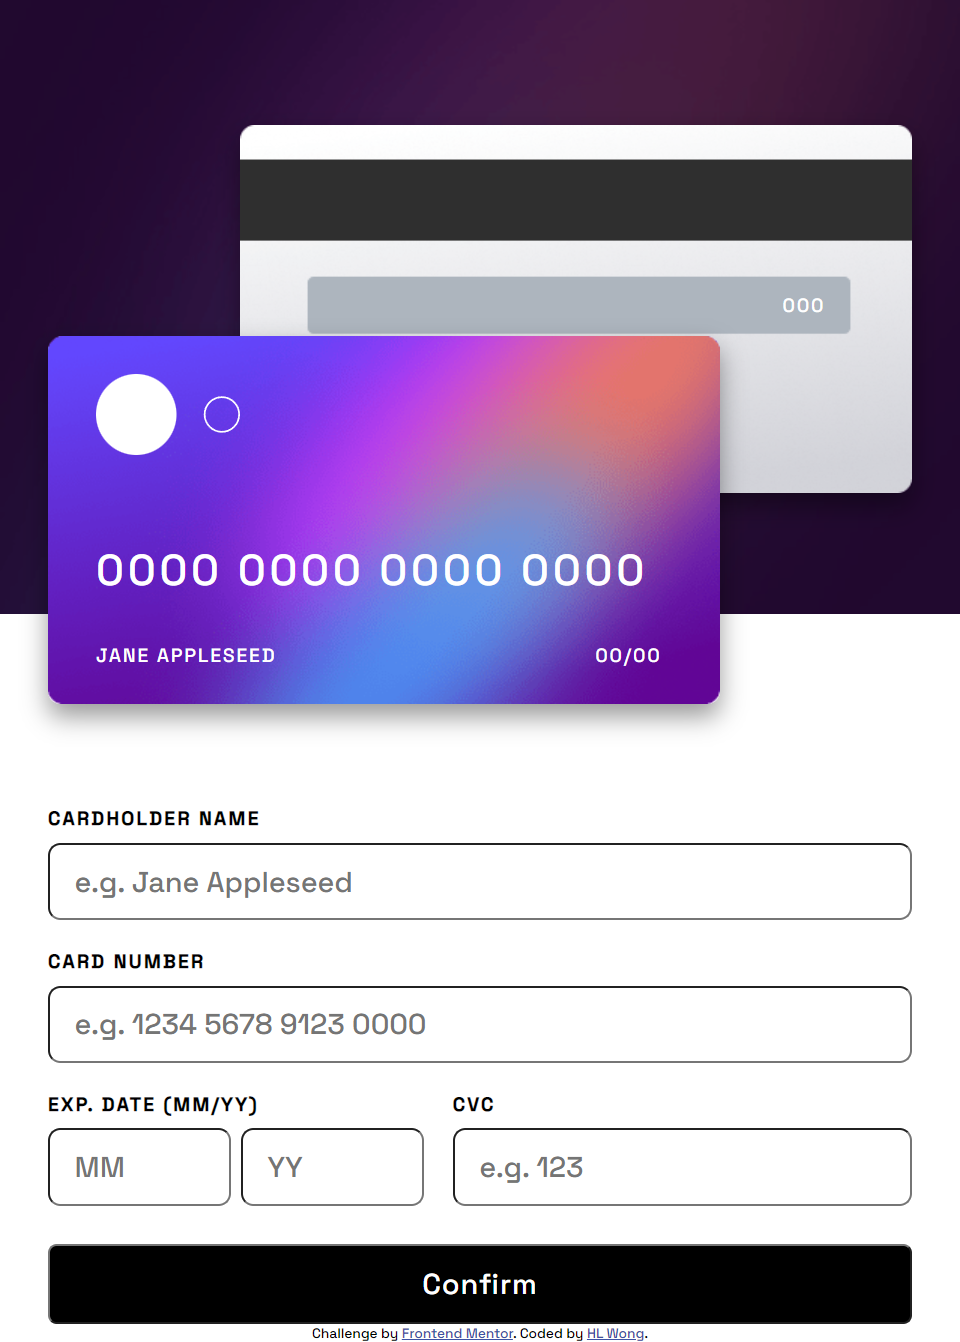 000
0000 0000 0000 0000
JANE APPLESEED 00/00
CARDHOLDER NAME
e.g. Jane Appleseed
CARD NUMBER
e.g. 1234 5678 9123 0000
EXP. DATE (MM/YY) CVC
MM YY e.g. 123
Confirm
Challenge by Frontend Mentor. Coded by HL Wong.